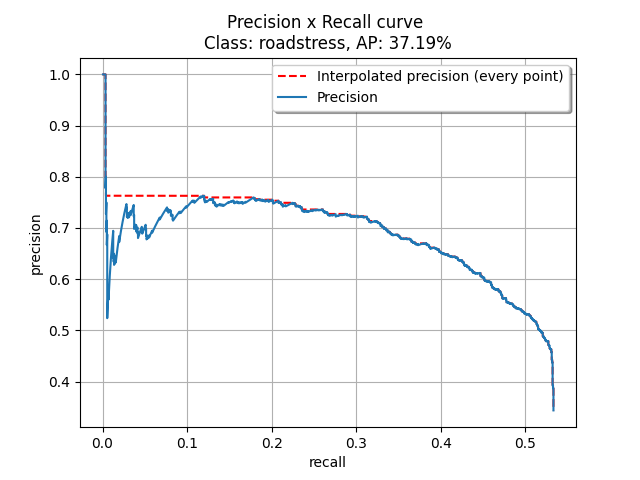 Precision x Recall curve
Class: roadstress, AP: 37.19%
Interpolated precision (every point)
Precision
1.0
0.9
0.8
0.7
0.6
0.5
0.4
precision
0.0 0.1 0.2 0.3 0.4 0.5
recall